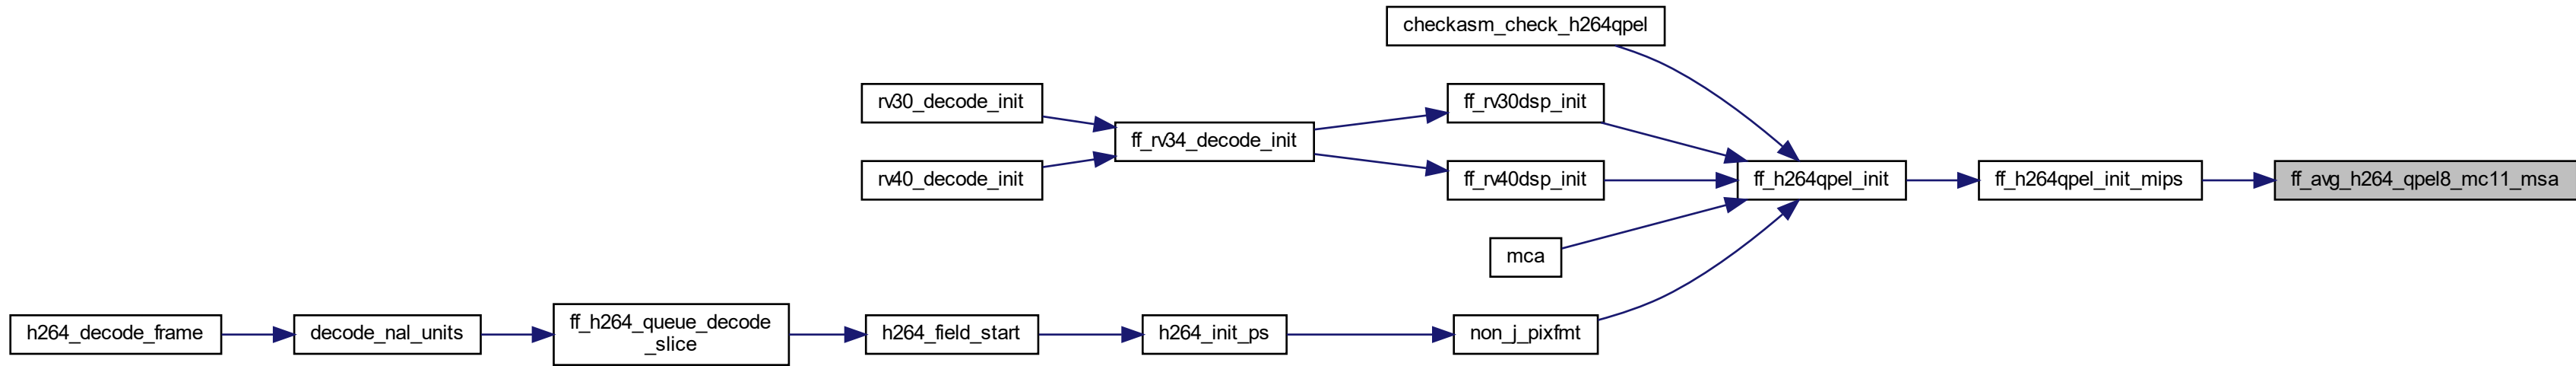 checkasm_check_h264qpel
rv30_decode_init
ff_rv30dsp_init
ff_rv34_decode_init
rv40_decode_init
ff_rv40dsp_init
ff_h264qpel_init
ff_h264qpel_init_mips
ff_avg_h264_qpel8_mc11_msa
mca
h264_decode_frame
decode_nal_units
ff_h264_queue_decode
_slice
h264_field_start
h264_init_ps
non_j_pixfmt